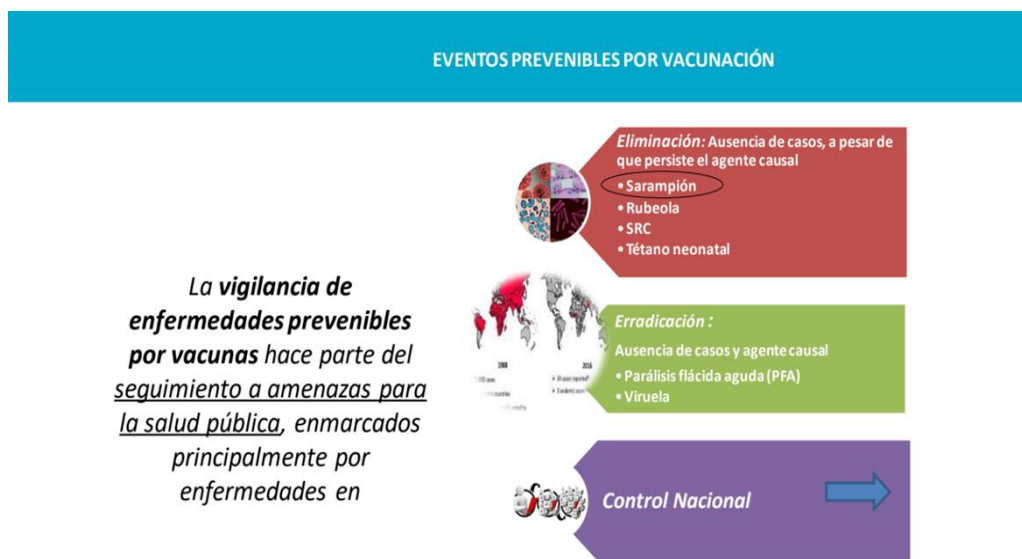 EVENTOS PREVENIBLES POR VACUNACIÓN
La vigilancia de
enfermedades prevenibles
por vacunas hace parte del
seguimiento a amenazas para
la salud pública, enmarcados
principalmente por
enfermedades en
Eliminación: Ausencia de casos, a pesar de
que persiste el agente causal
• Sarampión
• Rubeola
• SRC
• Tétano neonatal
Erradicación :
Ausencia de casos y agente causal
• Parálisis flácida aguda (PFA)
• Viruela
1988
2016
Control Nacional